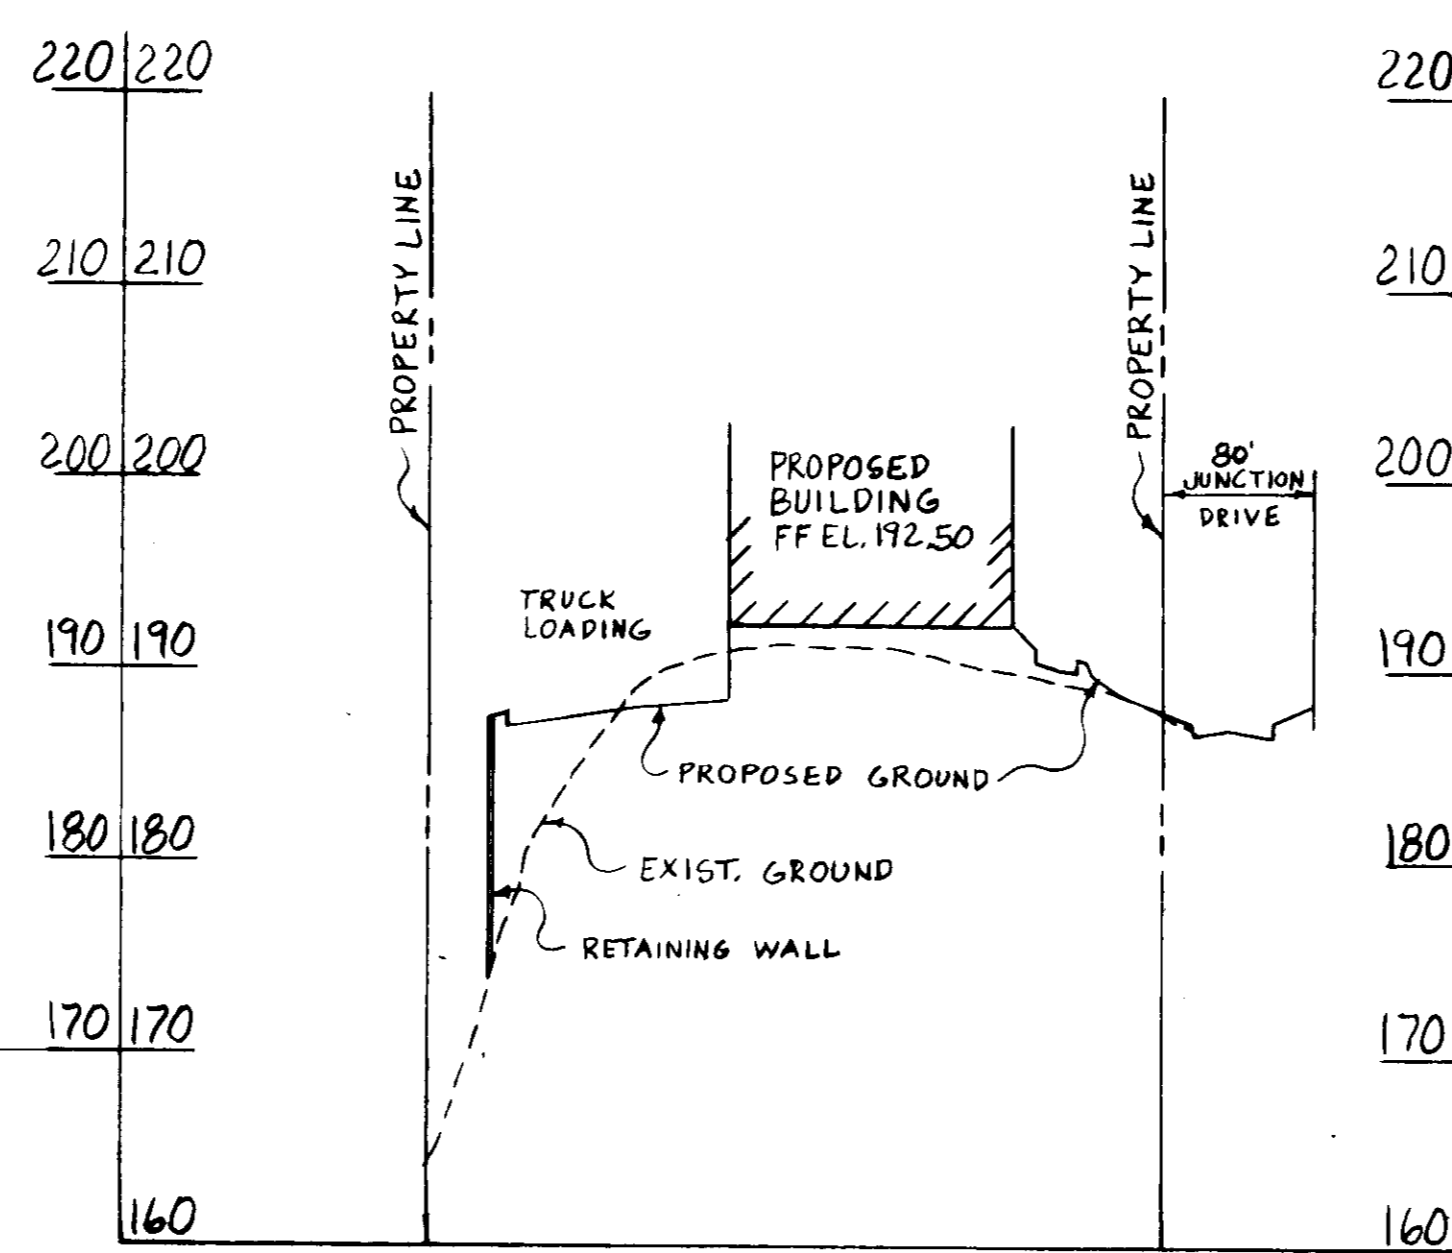 220 220 220
210 210 210
PROPERTY LINE
PROPERTY LINE
200 200 200
80'
JUNCTION
DRIVE
PROPOSED
BUILDING
FF EL. 192.50
TRUCK
LOADING
190 190 190
PROPOSED GROUND
180 180 180
EXIST. GROUND
RETAINING WALL
170 170 170
160 160